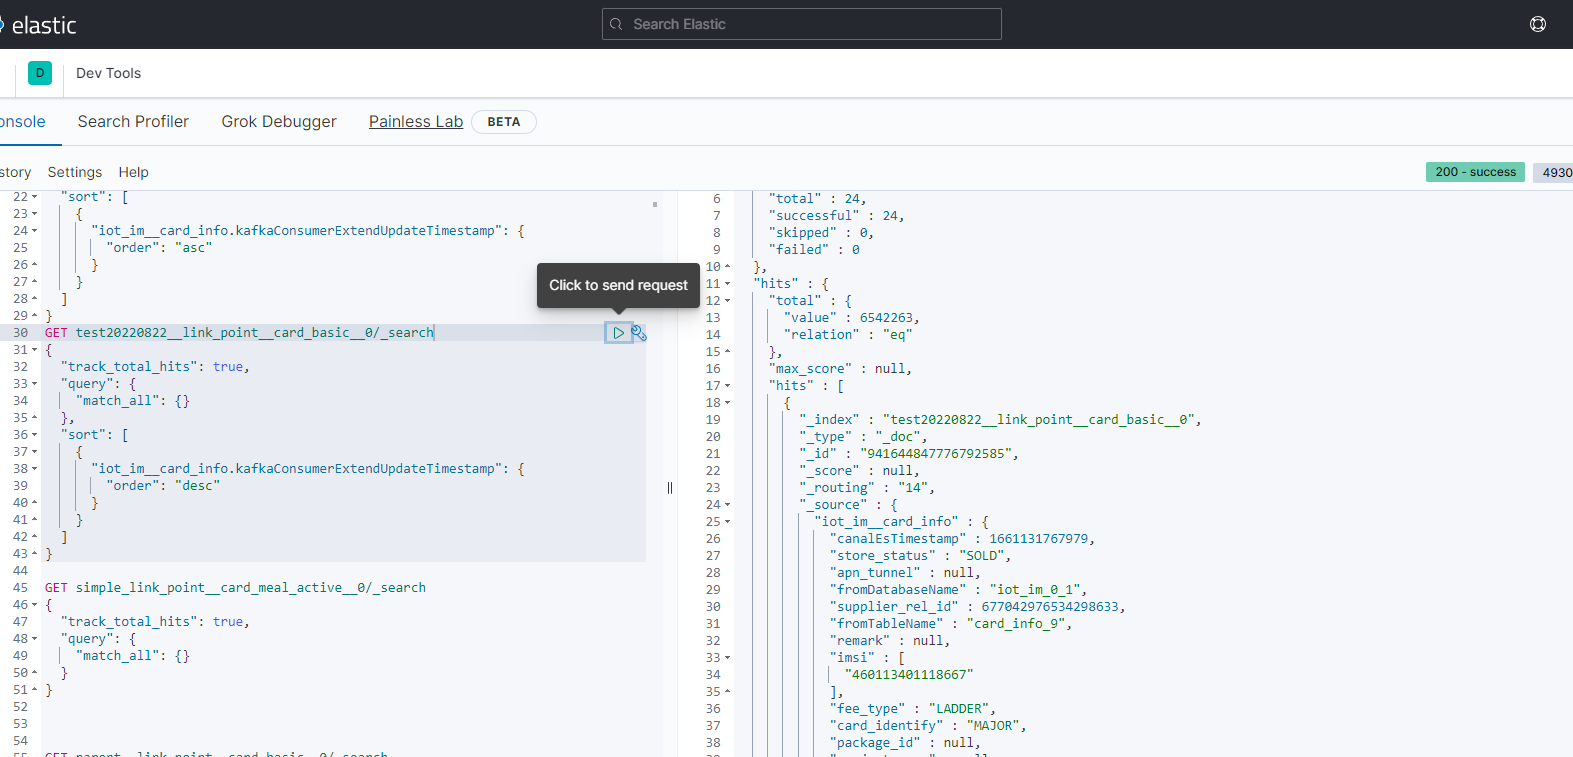 elastic
Search Elastic
D
Dev Tools
onsole
Search Profiler
Grok Debugger
Painless Lab
BETA
story
Settings
Help
200 - success
4930
22 "sort": [
23 {
24 "iot_im__card_info.kafkaConsumerExtendUpdateTimestamp": {
25 "order": "asc"
26 }
27 }
28 ]
29 }
Click to send request
30 GET test20220822__link_point__card_basic__0/_search
31 {
32 "track_total_hits": true,
33 "query": {
34 "match_all": {}
35 },
36 "sort": [
37 {
38 "iot_im__card_info.kafkaConsumerExtendUpdateTimestamp": {
39 "order": "desc"
40 }
41 }
42 ]
43 }
44
45 GET simple_link_point__card_meal_active__0/_search
46 {
47 "track_total_hits": true,
48 "query": {
49 "match_all": {}
50 }
51 }
52
53
54
55 GET parent__link_point__card_basic__0/_search
6 "total" : 24,
7 "successful" : 24,
8 "skipped" : 0,
9 "failed" : 0
10 },
11 "hits" : {
12 "total" : {
13 "value" : 6542263,
14 "relation" : "eq"
15 },
16 "max_score" : null,
17 "hits" : [
18 {
19 "_index" : "test20220822__link_point__card_basic__0",
20 "_type" : "_doc",
21 "_id" : "941644847776792585",
22 "_score" : null,
23 "_routing" : "14",
24 "_source" : {
25 "iot_im__card_info" : {
26 "canalEsTimestamp" : 1661131767979,
27 "store_status" : "SOLD",
28 "apn_tunnel" : null,
29 "fromDatabaseName" : "iot_im_0_1",
30 "supplier_rel_id" : 677042976534298633,
31 "fromTableName" : "card_info_9",
32 "remark" : null,
33 "imsi" : [
34 "460113401118667"
35 ],
36 "fee_type" : "LADDER",
37 "card_identify" : "MAJOR",
38 "package_id" : null,